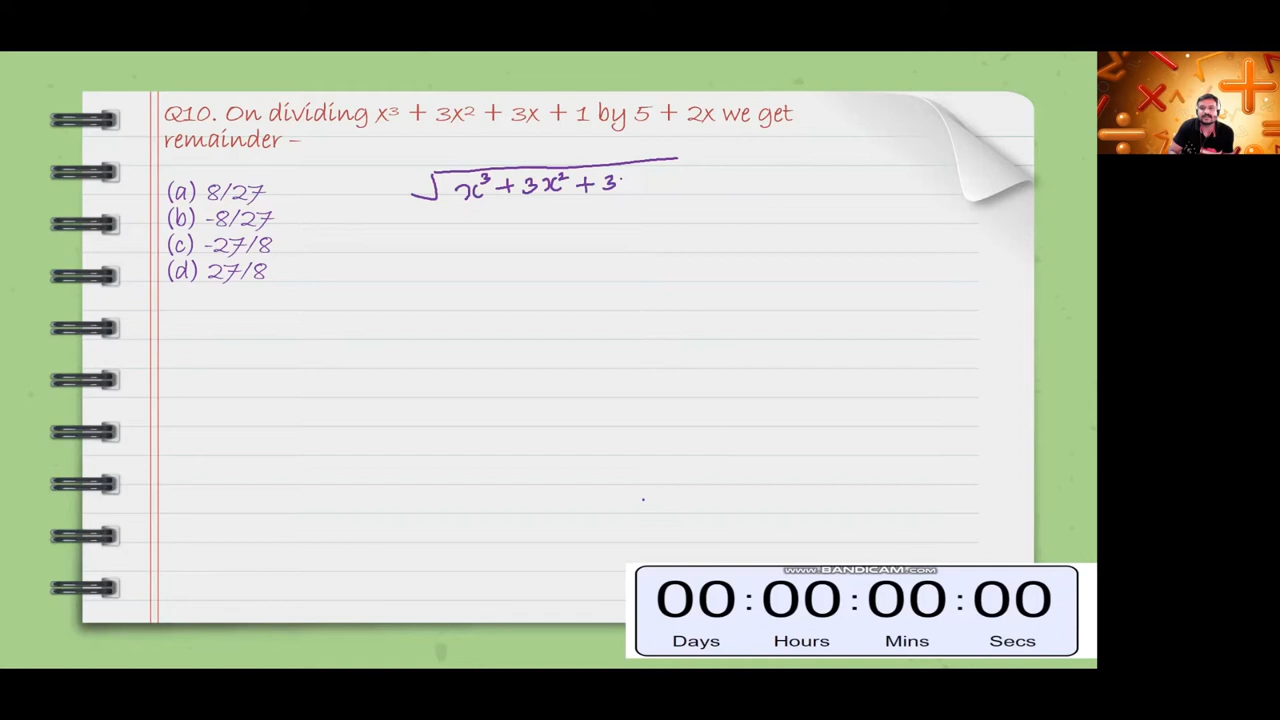 Q10. On dividing x³ + 3x² + 3x + 1 by 5 + 2x we get
remainder –
(a) 8/27
(b) -8/27
(c) -27/8
(d) 27/8
x³ + 3x² + 3
www.BANDICAM.com
00 : 00 : 00 : 00
Days Hours Mins Secs